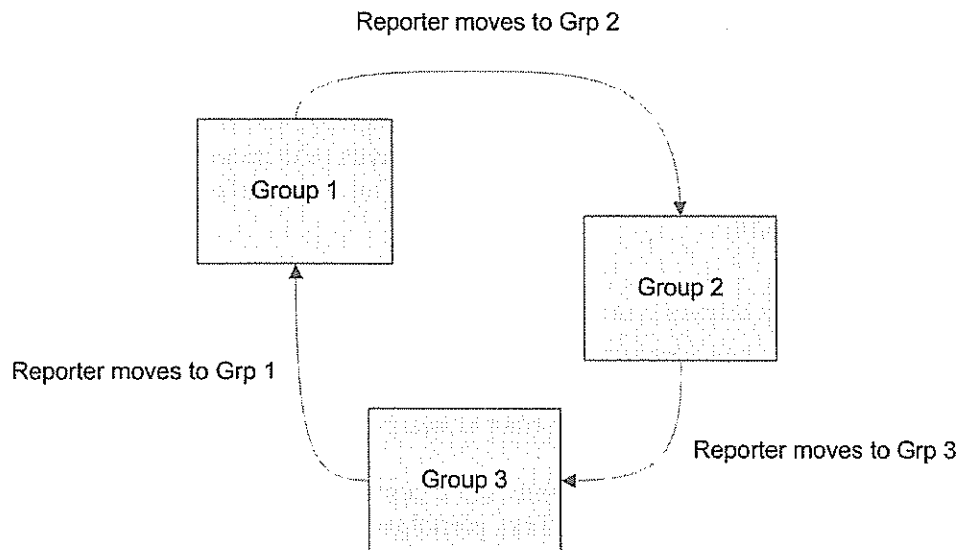 Reporter moves to Grp 2
Group 1
Group 2
Reporter moves to Grp 1
Reporter moves to Grp 3
Group 3